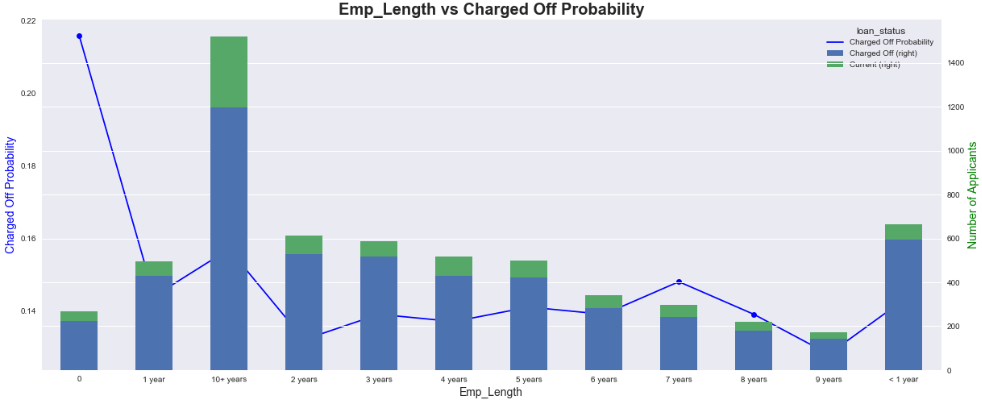 Emp_Length vs Charged Off Probability
loan_status
Charged Off Probability
Charged Off (right)
Current (right)
Charged Off Probability
0.22
0.20
0.18
0.16
0.14
1400
1200
1000
800
600
400
200
0
Number of Applicants
0 1 year 10+ years 2 years 3 years 4 years 5 years 6 years 7 years 8 years 9 years < 1 year
Emp_Length